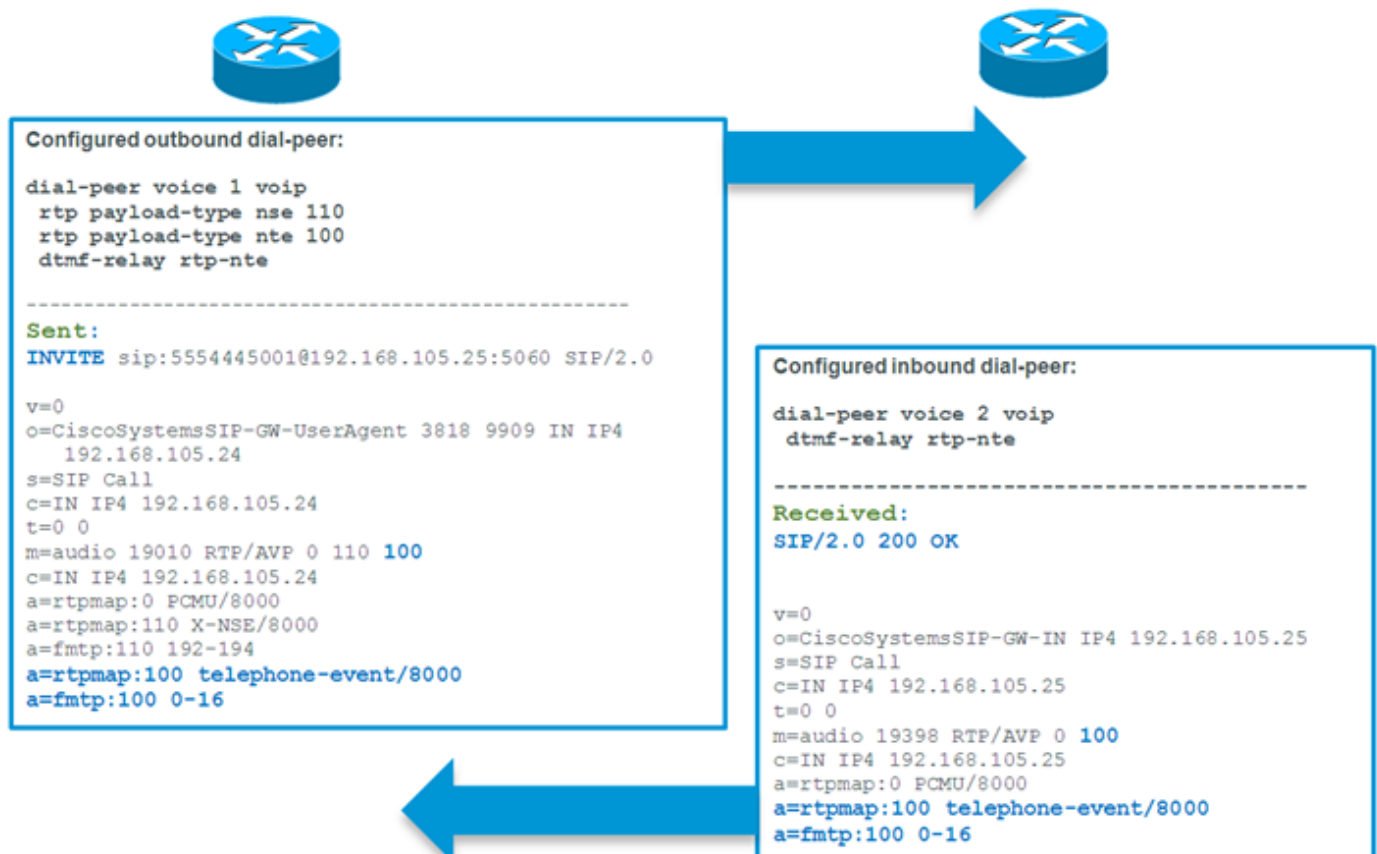 Configured outbound dial-peer:
dial-peer voice 1 voip
rtp payload-type nse 110
rtp payload-type nte 100
dtmf-relay rtp-nte
----------------------------------------------------
Sent:
INVITE sip:5554445001@192.168.105.25:5060 SIP/2.0
v=0
o=CiscoSystemsSIP-GW-UserAgent 3818 9909 IN IP4
192.168.105.24
s=SIP Call
c=IN IP4 192.168.105.24
t=0 0
m=audio 19010 RTP/AVP 0 110 100
c=IN IP4 192.168.105.24
a=rtpmap:0 PCMU/8000
a=rtpmap:110 X-NSE/8000
a=fmtp:110 192-194
a=rtpmap:100 telephone-event/8000
a=fmtp:100 0-16
Configured inbound dial-peer:
dial-peer voice 2 voip
dtmf-relay rtp-nte
-----------------------------------------
Received:
SIP/2.0 200 OK
v=0
o=CiscoSystemsSIP-GW-IN IP4 192.168.105.25
s=SIP Call
c=IN IP4 192.168.105.25
t=0 0
m=audio 19398 RTP/AVP 0 100
c=IN IP4 192.168.105.25
a=rtpmap:0 PCMU/8000
a=rtpmap:100 telephone-event/8000
a=fmtp:100 0-16